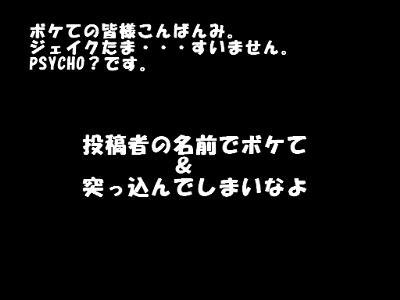 ボケての皆様こんばんみ。
ジェイクたま・・・すいません。
PSYCHO？です。
投稿者の名前でボケて
&
突っ込んでしまいなよ